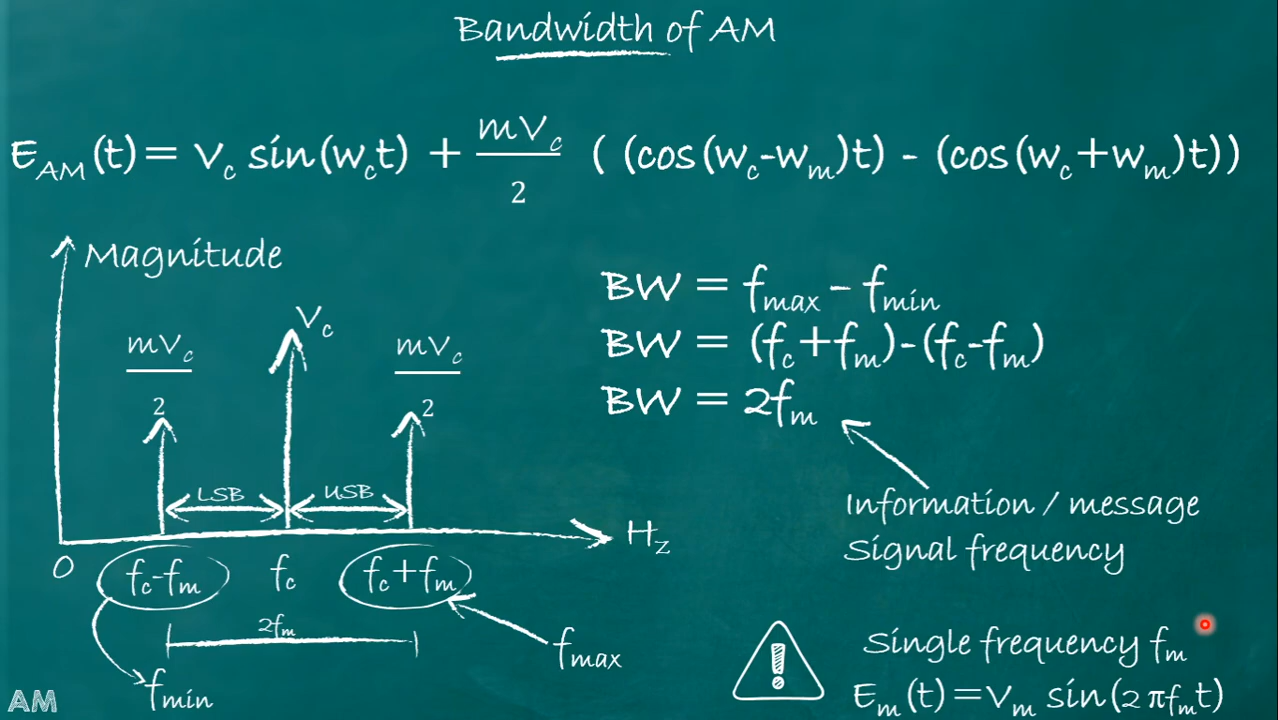 Bandwidth of AM
E_AM(t) = V_c sin(w_c t) + mV_c/2 ( (cos(w_c-w_m)t) - (cos(w_c+w_m)t))
Magnitude
V_c
mV_c/2
mV_c/2
LSB
USB
H_z
0
f_c-f_m
f_c
f_c+f_m
2f_m
f_min
f_max
BW = f_max - f_min
BW = (f_c+f_m)-(f_c-f_m)
BW = 2f_m
Information / message
Signal frequency
!
Single frequency f_m
E_m(t)=V_m sin(2πf_m t)
AM